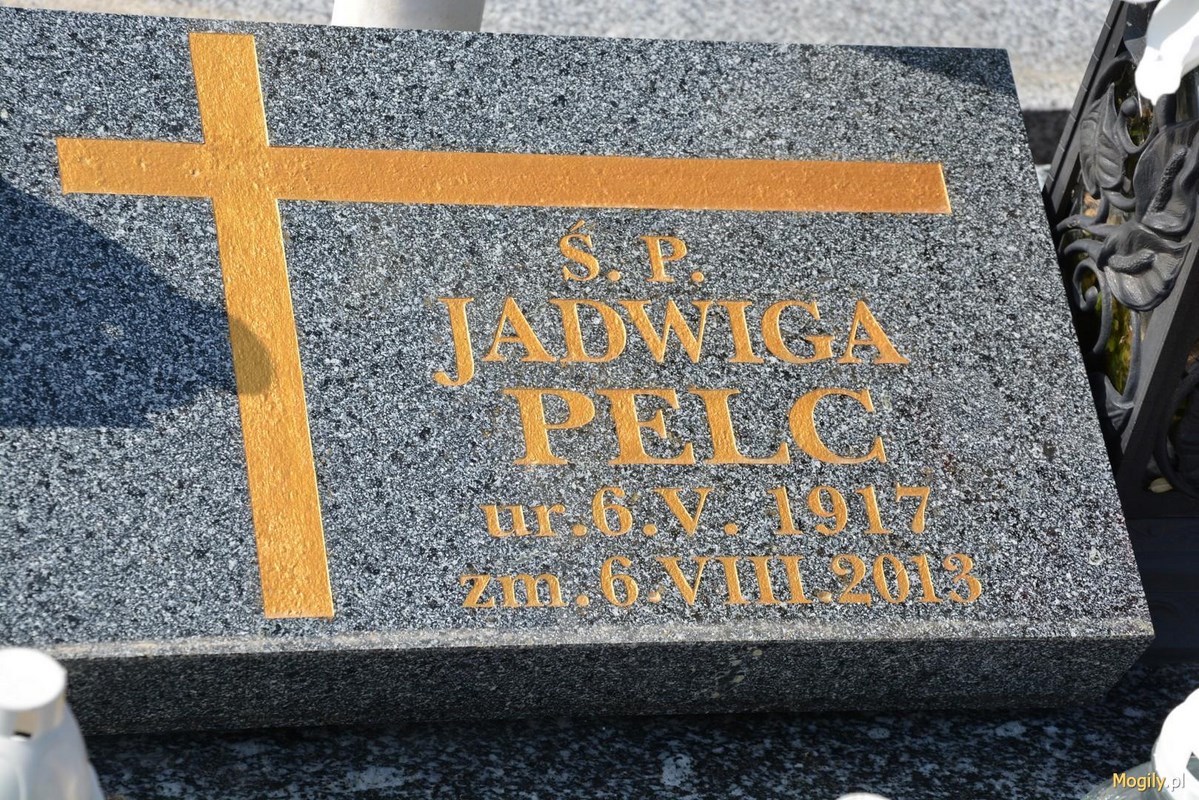 Ś. P.
JADWIGA
PELC
ur.6.V. 1917
zm.6.VIII.2013
Mogily.pl